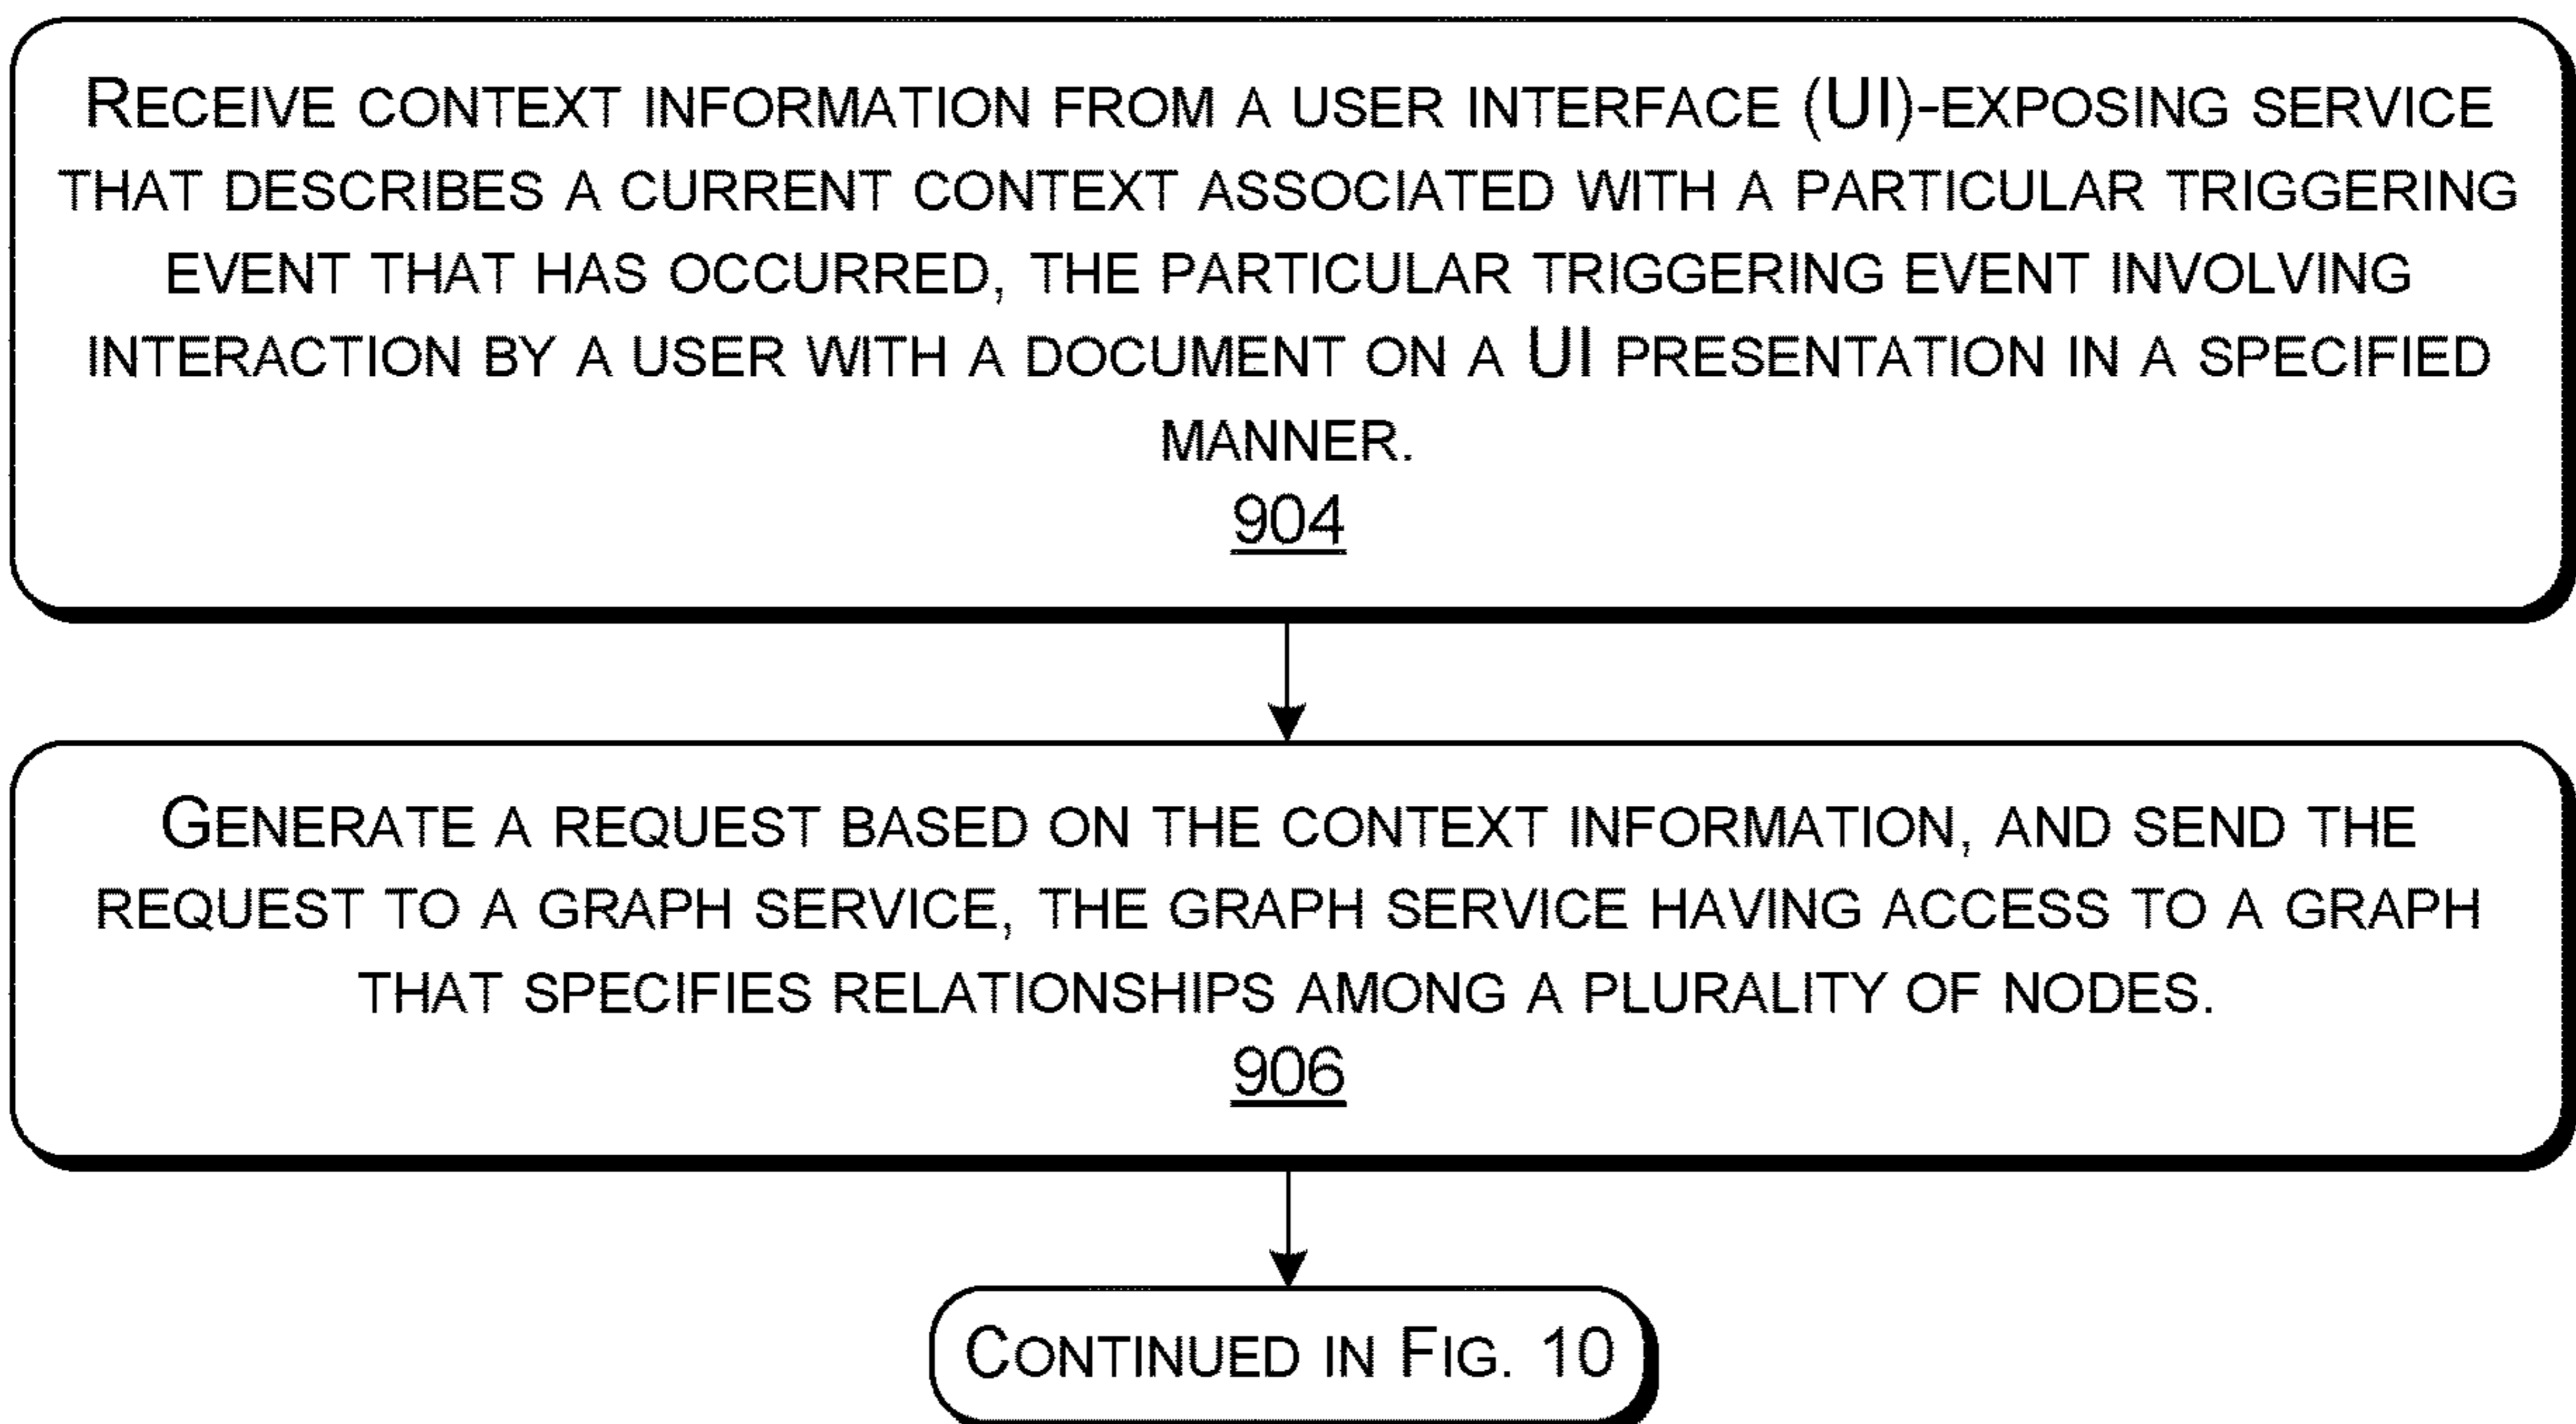 Receive context information from a user interface (UI)-exposing service
that describes a current context associated with a particular triggering
event that has occurred, the particular triggering event involving
interaction by a user with a document on a UI presentation in a specified
manner.
904
Generate a request based on the context information, and send the
request to a graph service, the graph service having access to a graph
that specifies relationships among a plurality of nodes.
906
Continued in Fig. 10